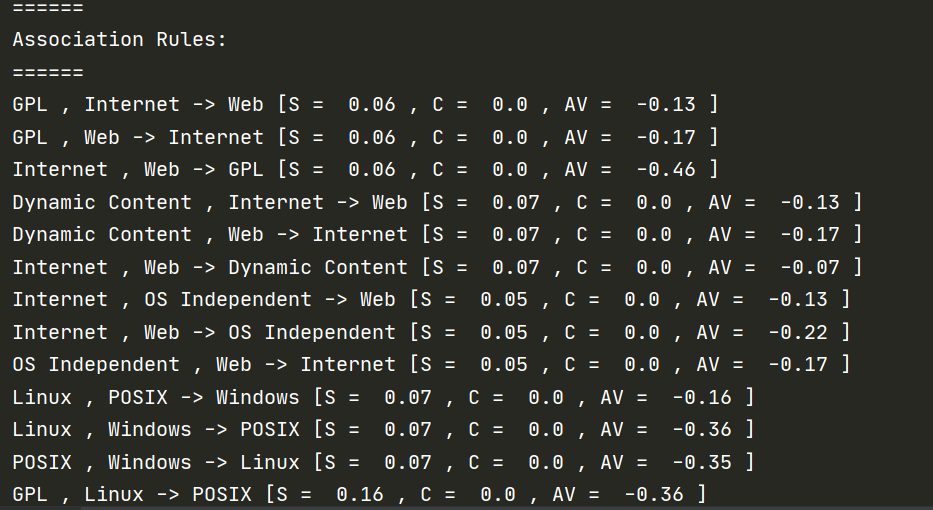 ======
Association Rules:
======
GPL , Internet -> Web [S =  0.06 , C =  0.0 , AV =  -0.13 ]
GPL , Web -> Internet [S =  0.06 , C =  0.0 , AV =  -0.17 ]
Internet , Web -> GPL [S =  0.06 , C =  0.0 , AV =  -0.46 ]
Dynamic Content , Internet -> Web [S =  0.07 , C =  0.0 , AV =  -0.13 ]
Dynamic Content , Web -> Internet [S =  0.07 , C =  0.0 , AV =  -0.17 ]
Internet , Web -> Dynamic Content [S =  0.07 , C =  0.0 , AV =  -0.07 ]
Internet , OS Independent -> Web [S =  0.05 , C =  0.0 , AV =  -0.13 ]
Internet , Web -> OS Independent [S =  0.05 , C =  0.0 , AV =  -0.22 ]
OS Independent , Web -> Internet [S =  0.05 , C =  0.0 , AV =  -0.17 ]
Linux , POSIX -> Windows [S =  0.07 , C =  0.0 , AV =  -0.16 ]
Linux , Windows -> POSIX [S =  0.07 , C =  0.0 , AV =  -0.36 ]
POSIX , Windows -> Linux [S =  0.07 , C =  0.0 , AV =  -0.35 ]
GPL , Linux -> POSIX [S =  0.16 , C =  0.0 , AV =  -0.36 ]